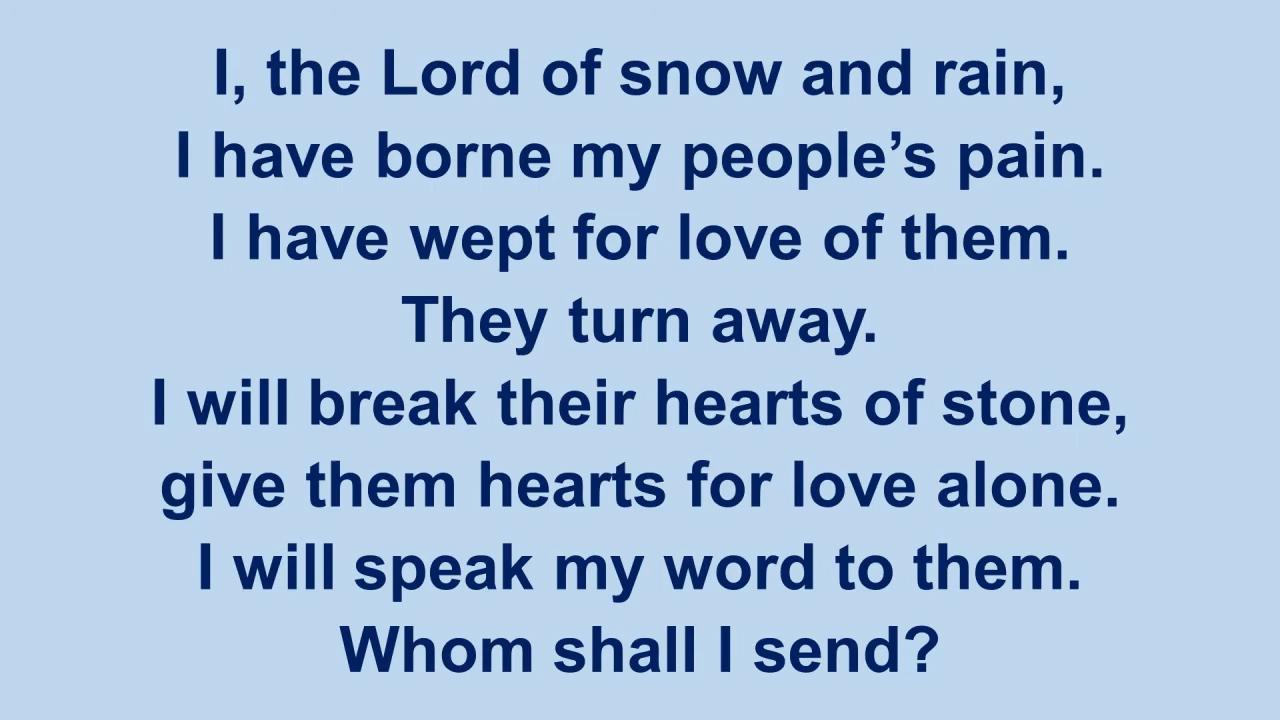 I, the Lord of snow and rain,
I have borne my people’s pain.
I have wept for love of them.
They turn away.
I will break their hearts of stone,
give them hearts for love alone.
I will speak my word to them.
Whom shall I send?